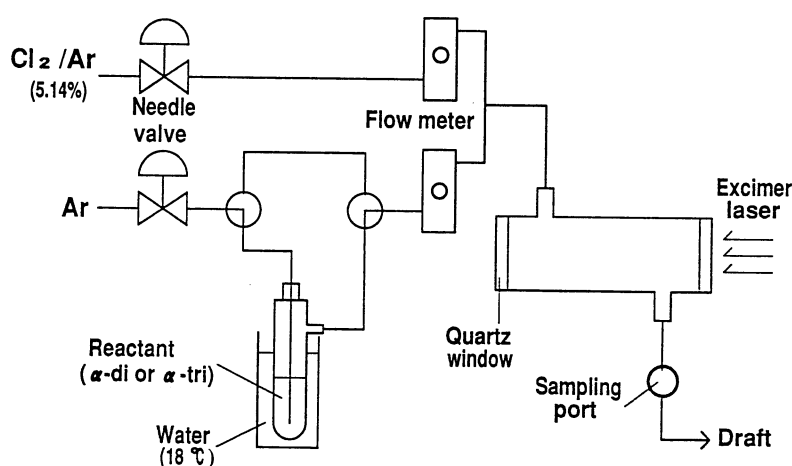 Cl₂ /Ar
(5.14%)
Needle
valve
Flow meter
Ar
Excimer
laser
Quartz
window
Reactant
( α-di or α-tri)
Water
(18 ℃)
Sampling
port
Draft